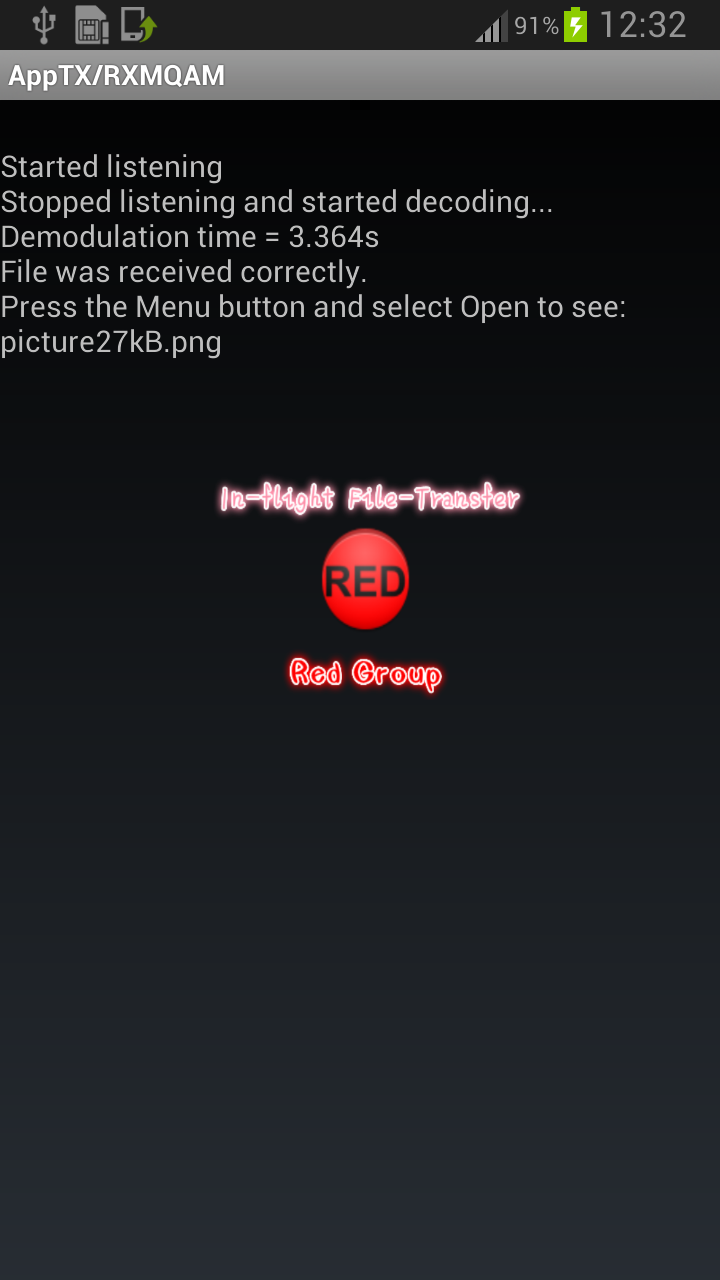 91% 12:32
AppTX/RXMQAM
Started listening
Stopped listening and started decoding...
Demodulation time = 3.364s
File was received correctly.
Press the Menu button and select Open to see:
picture27kB.png
In-flight File-Transfer
RED
Red Group